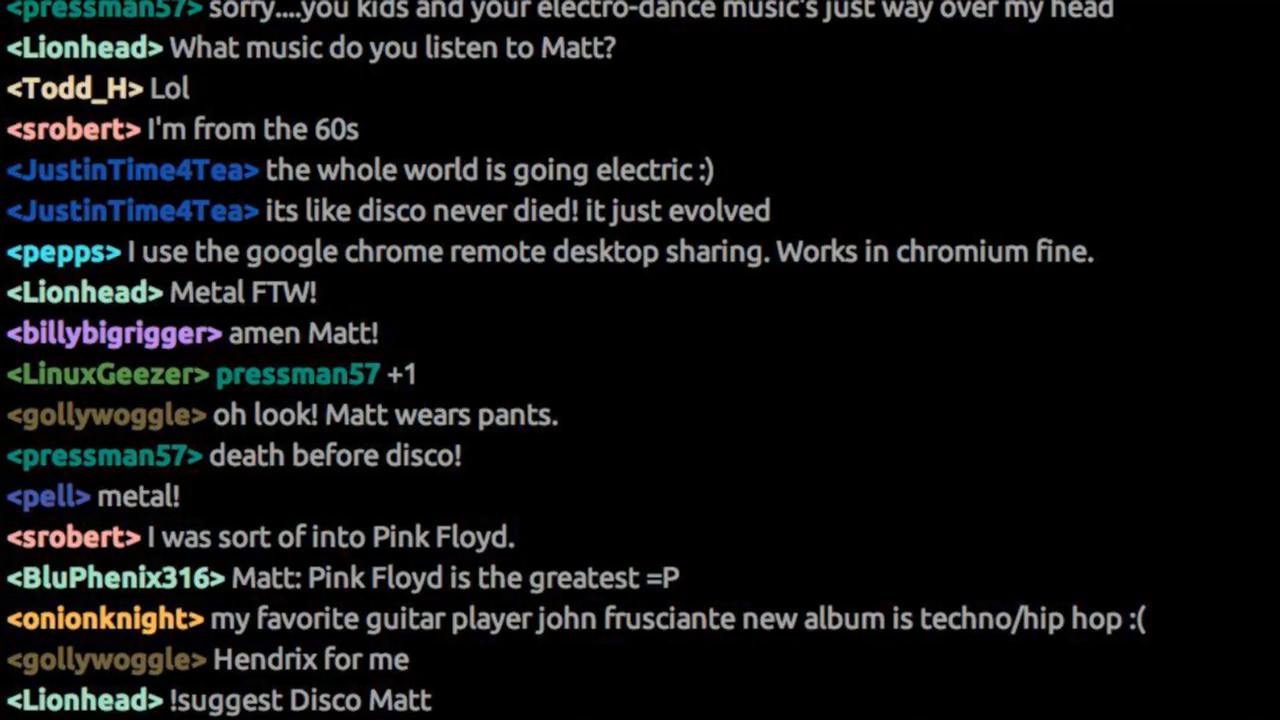 <pressman57> sorry....you kids and your electro-dance music's just way over my head
<Lionhead> What music do you listen to Matt?
<Todd_H> Lol
<srobert> I'm from the 60s
<JustinTime4Tea> the whole world is going electric :)
<JustinTime4Tea> its like disco never died! it just evolved
<pepps> I use the google chrome remote desktop sharing. Works in chromium fine.
<Lionhead> Metal FTW!
<billybigrigger> amen Matt!
<LinuxGeezer> pressman57 +1
<gollywoggle> oh look! Matt wears pants.
<pressman57> death before disco!
<pell> metal!
<srobert> I was sort of into Pink Floyd.
<BluPhenix316> Matt: Pink Floyd is the greatest =P
<onionknight> my favorite guitar player john frusciante new album is techno/hip hop :(
<gollywoggle> Hendrix for me
<Lionhead> !suggest Disco Matt